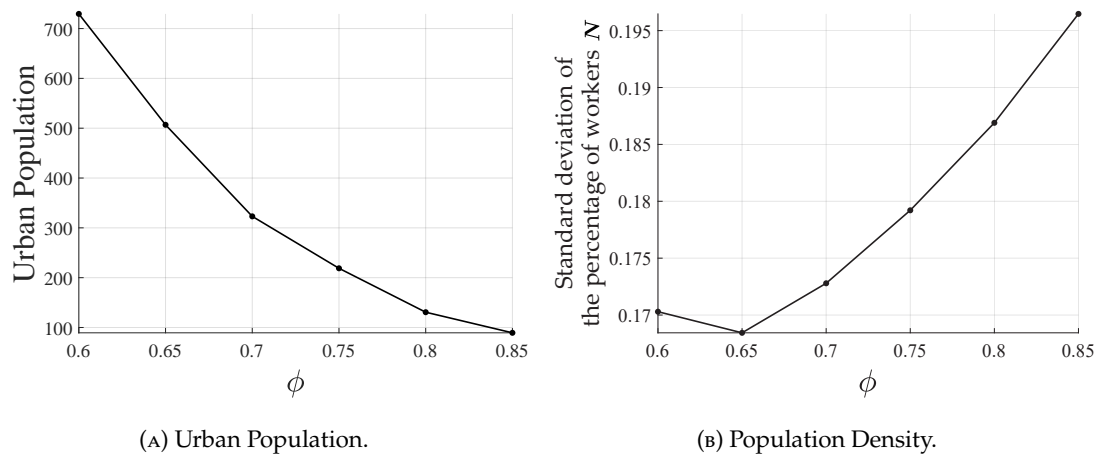 Urban Population
700
600
500
400
300
200
100
0.6 0.65 0.7 0.75 0.8 0.85
ϕ
(A) Urban Population.
Standard deviation of
the percentage of workers N
0.195
0.19
0.185
0.18
0.175
0.17
0.6 0.65 0.7 0.75 0.8 0.85
ϕ
(B) Population Density.